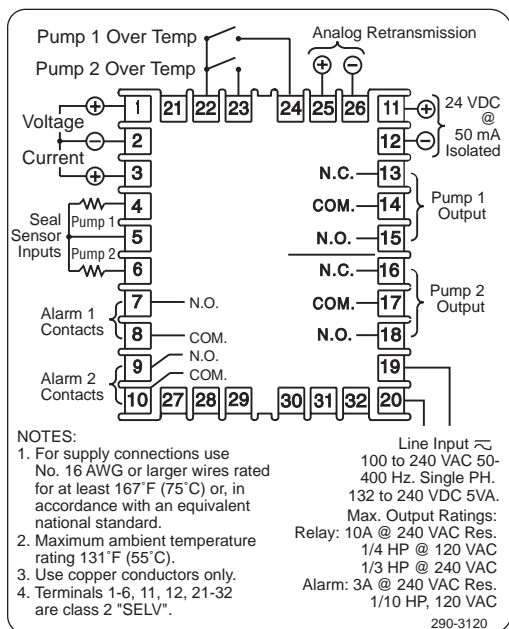 Pump 1 Over Temp
Pump 2 Over Temp
Analog Retransmission
+ −
1 21 22 23 24 25 26 11
+ 24 VDC
@
50 mA
Isolated
Voltage
+
− 2 12 −
Current
+ 3
N.C. 13
4 COM. 14
Pump 1
Output
Seal
Sensor
Inputs
Pump 1
5 N.O. 15
Pump 2
6 N.C. 16
Alarm 1
Contacts
7 N.O. COM. 17
Pump 2
Output
8 COM. N.O. 18
Alarm 2
Contacts
9 N.O. 19
COM.
10 27 28 29 30 31 32 20
NOTES:
1. For supply connections use
No. 16 AWG or larger wires rated
for at least 167˚F (75˚C) or, in
accordance with an equivalent
national standard.
2. Maximum ambient temperature
rating 131˚F (55˚C).
3. Use copper conductors only.
4. Terminals 1-6, 11, 12, 21-32
are class 2 "SELV".
Line Input
100 to 240 VAC 50-
400 Hz. Single PH.
132 to 240 VDC 5VA.
Max. Output Ratings:
Relay: 10A @ 240 VAC Res.
1/4 HP @ 120 VAC
1/3 HP @ 240 VAC
Alarm: 3A @ 240 VAC Res.
1/10 HP, 120 VAC
290-3120